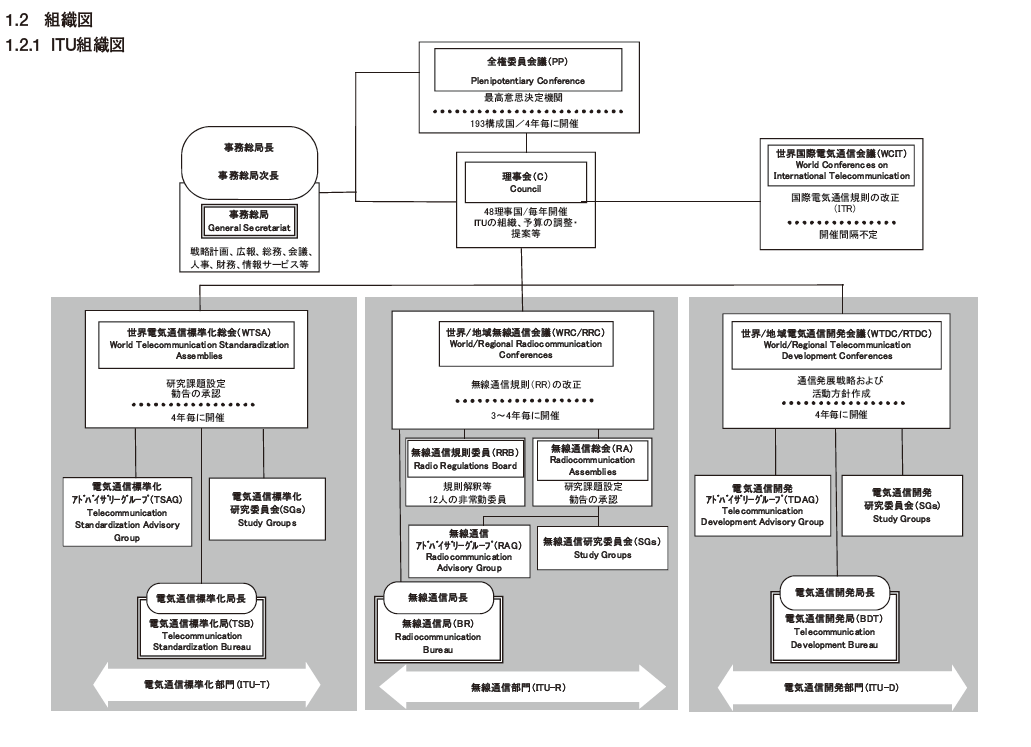 1.2 組織図
1.2.1 ITU組織図
全権委員会議(PP)
Plenipotentiary Conference
最高意思決定機関
193構成国/4年毎に開催
事務総局長
事務総局次長
事務総局
General Secretariat
戦略計画、広報、総務、会議、
人事、財務、情報サービス等
理事会(C)
Council
48理事国/毎年開催
ITUの組織、予算の調整・
提案等
世界国際電気通信会議(WCIT)
World Conferences on
International Telecommunication
国際電気通信規則の改正
(ITR)
開催間隔不定
世界電気通信標準化総会(WTSA)
World Telecommunication Standaradization
Assemblies
研究課題設定
勧告の承認
4年毎に開催
電気通信標準化
アドバイザリーグループ(TSAG)
Telecommunication
Standardization Advisory
Group
電気通信標準化
研究委員会(SGs)
Study Groups
電気通信標準化局長
電気通信標準化局(TSB)
Telecommunication
Standardization Bureau
電気通信標準化部門(ITU-T)
世界/地域無線通信会議(WRC/RRC)
World/Regional Radiocommunication
Conferences
無線通信規則(RR)の改正
3~4年毎に開催
無線通信規則委員(RRB)
Radio Regulations Board
規則解釈等
12人の非常勤委員
無線通信総会(RA)
Radiocommunication
Assemblies
研究課題設定
勧告の承認
無線通信
アドバイザリーグループ(RAG)
Radiocommunication
Advisory Group
無線通信研究委員会(SGs)
Study Groups
無線通信局長
無線通信局(BR)
Radiocommunication
Bureau
無線通信部門(ITU-R)
世界/地域電気通信開発会議(WTDC/RTDC)
World/Regional Telecommunication
Development Conferences
通信発展戦略および
活動方針作成
4年毎に開催
電気通信開発
アドバイザリーグループ(TDAG)
Telecommunication
Development Advisory Group
電気通信開発
研究委員会(SGs)
Study Groups
電気通信開発局長
電気通信開発局(BDT)
Telecommunication
Development Bureau
電気通信開発部門(ITU-D)